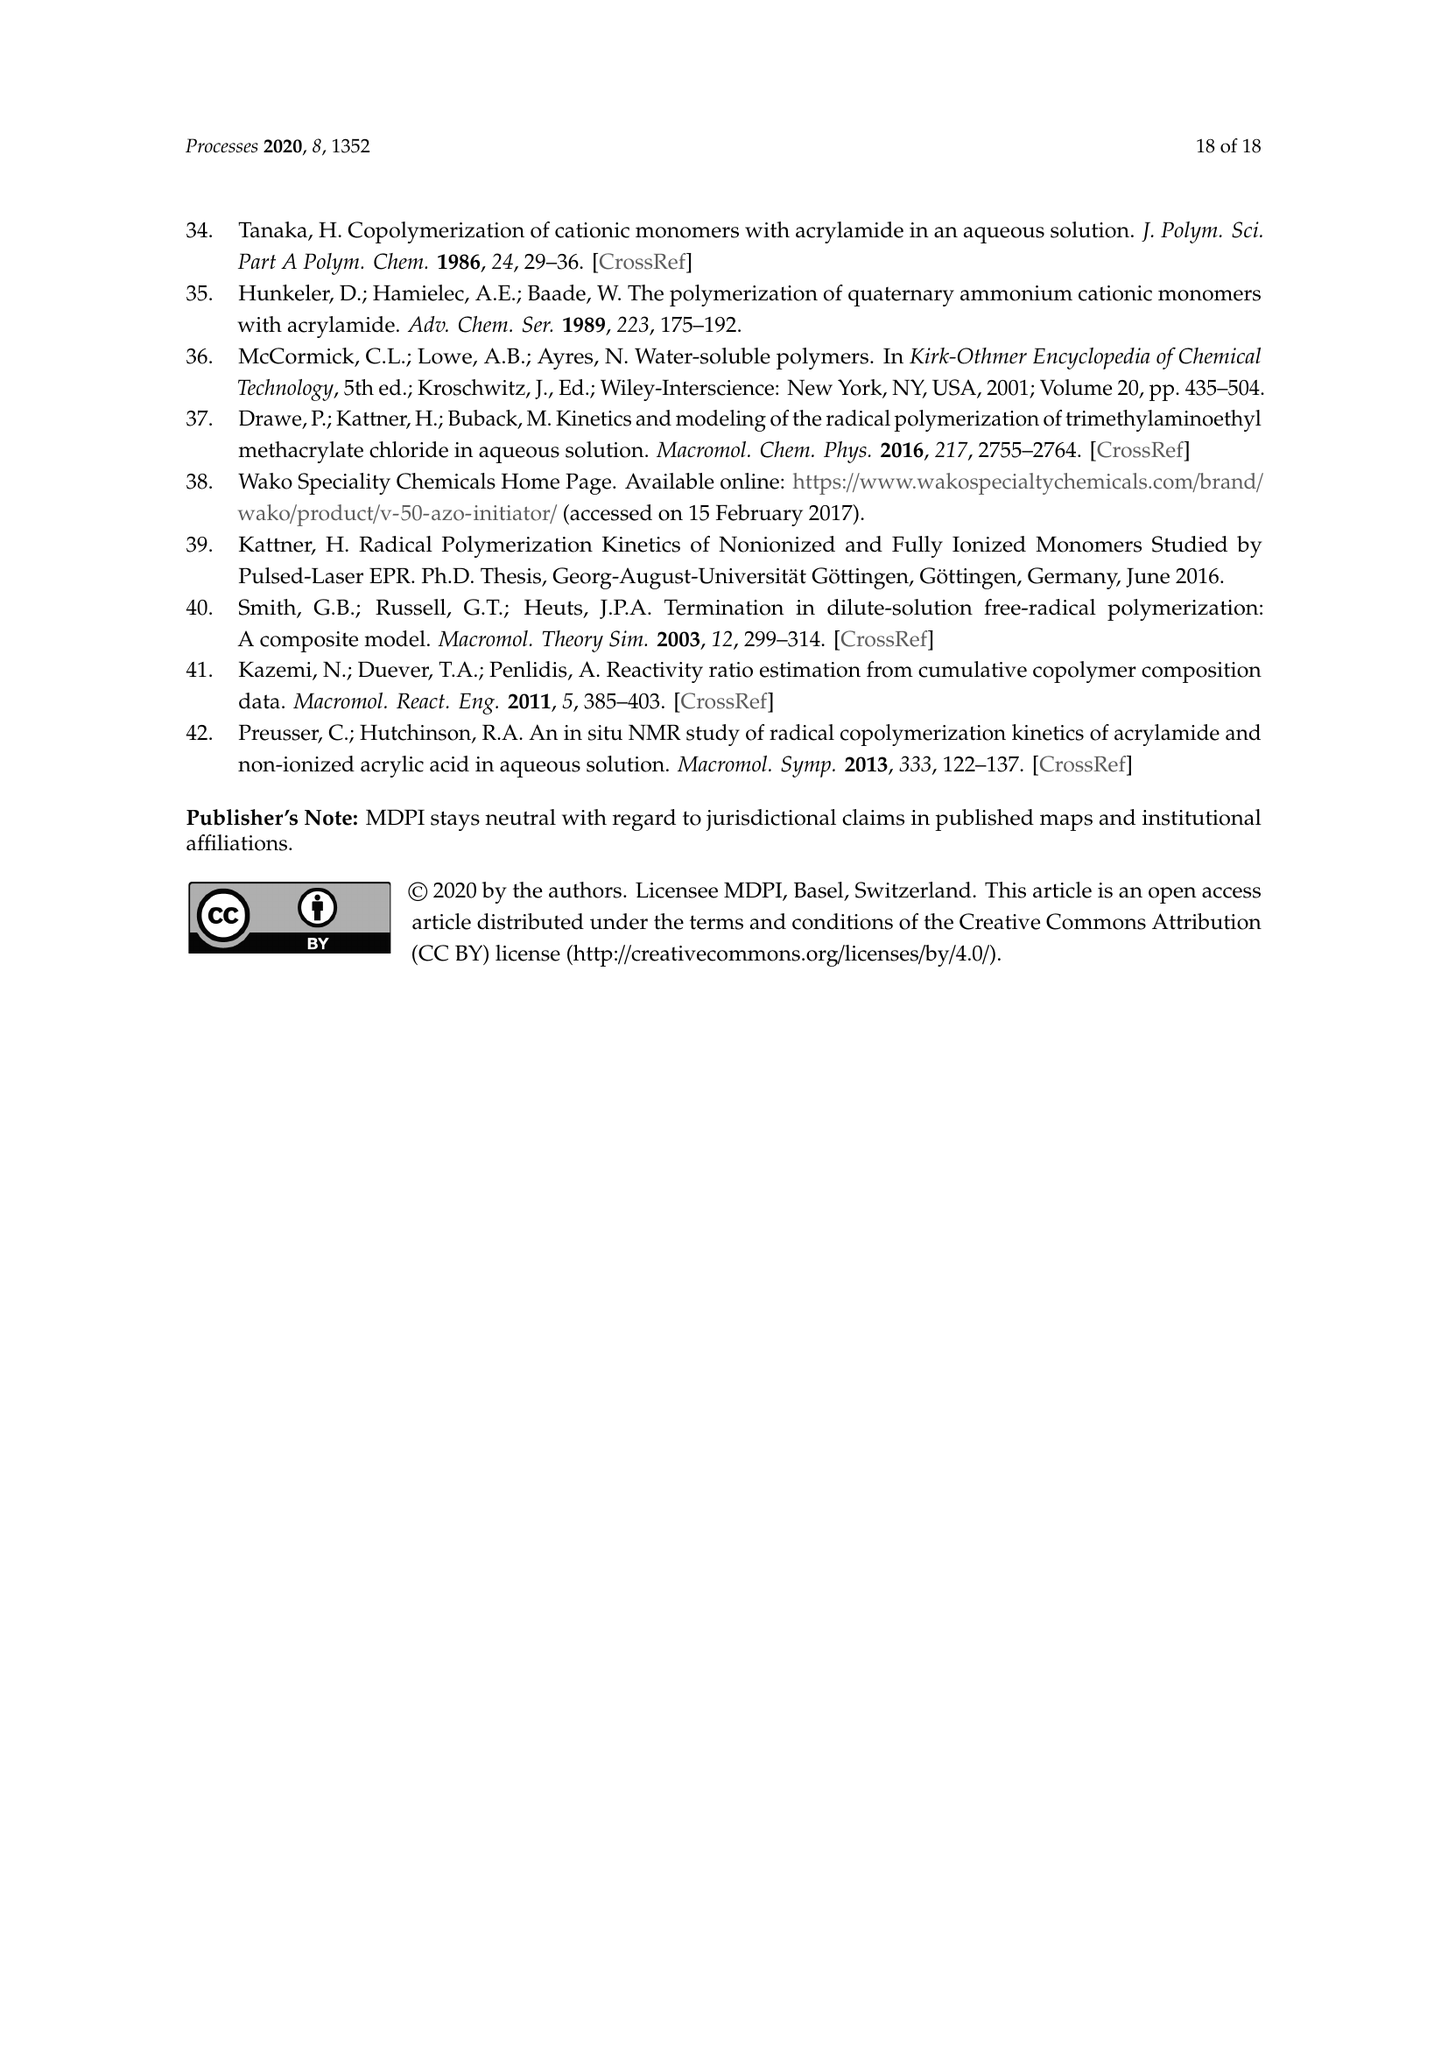 Processes 2020, 8, 1352
18 of 18
34. Tanaka, H. Copolymerization of cationic monomers with acrylamide in an aqueous solution. J. Polym. Sci.
Part A Polym. Chem. 1986, 24, 29–36. [CrossRef]
35. Hunkeler, D.; Hamielec, A.E.; Baade, W. The polymerization of quaternary ammonium cationic monomers
with acrylamide. Adv. Chem. Ser. 1989, 223, 175–192.
36. McCormick, C.L.; Lowe, A.B.; Ayres, N. Water-soluble polymers. In Kirk-Othmer Encyclopedia of Chemical
Technology, 5th ed.; Kroschwitz, J., Ed.; Wiley-Interscience: New York, NY, USA, 2001; Volume 20, pp. 435–504.
37. Drawe, P.; Kattner, H.; Buback, M. Kinetics and modeling of the radical polymerization of trimethylaminoethyl
methacrylate chloride in aqueous solution. Macromol. Chem. Phys. 2016, 217, 2755–2764. [CrossRef]
38. Wako Speciality Chemicals Home Page. Available online: https://www.wakospecialtychemicals.com/brand/
wako/product/v-50-azo-initiator/ (accessed on 15 February 2017).
39. Kattner, H. Radical Polymerization Kinetics of Nonionized and Fully Ionized Monomers Studied by
Pulsed-Laser EPR. Ph.D. Thesis, Georg-August-Universität Göttingen, Göttingen, Germany, June 2016.
40. Smith, G.B.; Russell, G.T.; Heuts, J.P.A. Termination in dilute-solution free-radical polymerization:
A composite model. Macromol. Theory Sim. 2003, 12, 299–314. [CrossRef]
41. Kazemi, N.; Duever, T.A.; Penlidis, A. Reactivity ratio estimation from cumulative copolymer composition
data. Macromol. React. Eng. 2011, 5, 385–403. [CrossRef]
42. Preusser, C.; Hutchinson, R.A. An in situ NMR study of radical copolymerization kinetics of acrylamide and
non-ionized acrylic acid in aqueous solution. Macromol. Symp. 2013, 333, 122–137. [CrossRef]
Publisher’s Note: MDPI stays neutral with regard to jurisdictional claims in published maps and institutional
affiliations.
cc
BY
© 2020 by the authors. Licensee MDPI, Basel, Switzerland. This article is an open access
article distributed under the terms and conditions of the Creative Commons Attribution
(CC BY) license (http://creativecommons.org/licenses/by/4.0/).